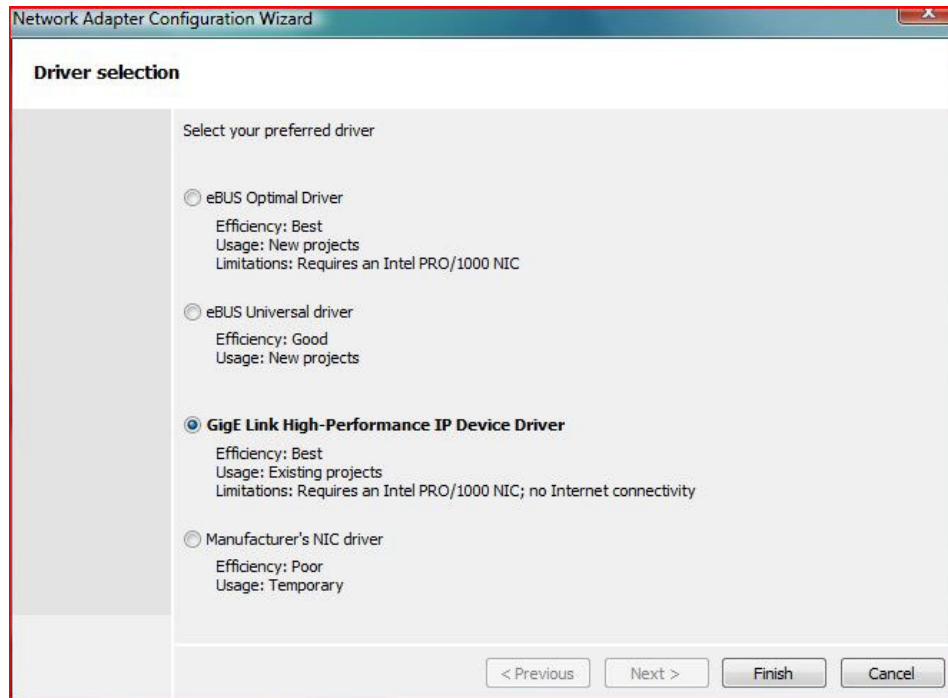 Network Adapter Configuration Wizard
Driver selection
Select your preferred driver
eBUS Optimal Driver
Efficiency: Best
Usage: New projects
Limitations: Requires an Intel PRO/1000 NIC
eBUS Universal driver
Efficiency: Good
Usage: New projects
GigE Link High-Performance IP Device Driver
Efficiency: Best
Usage: Existing projects
Limitations: Requires an Intel PRO/1000 NIC; no Internet connectivity
Manufacturer's NIC driver
Efficiency: Poor
Usage: Temporary
< Previous Next > Finish Cancel